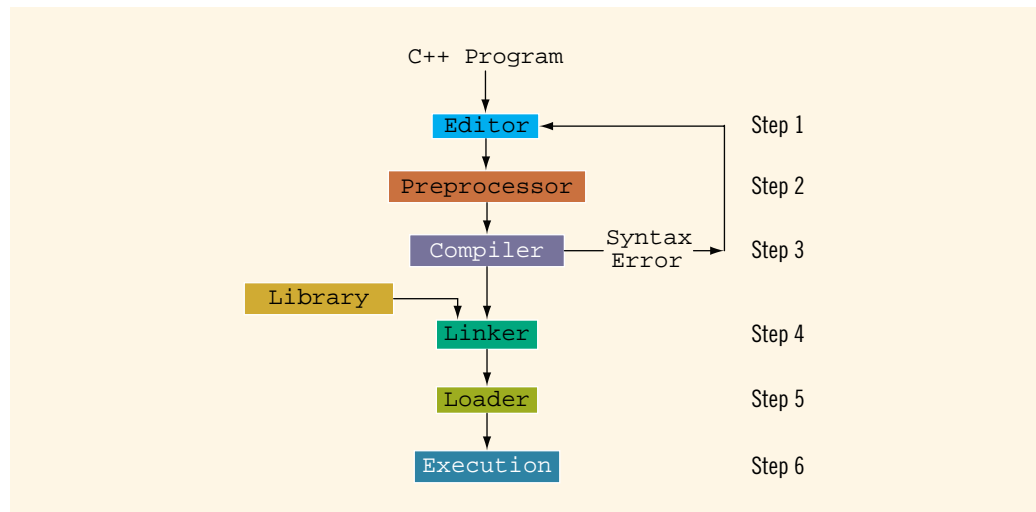 C++ Program
Editor
Step 1
Preprocessor
Step 2
Compiler
Syntax
Error
Step 3
Library
Linker
Step 4
Loader
Step 5
Execution
Step 6